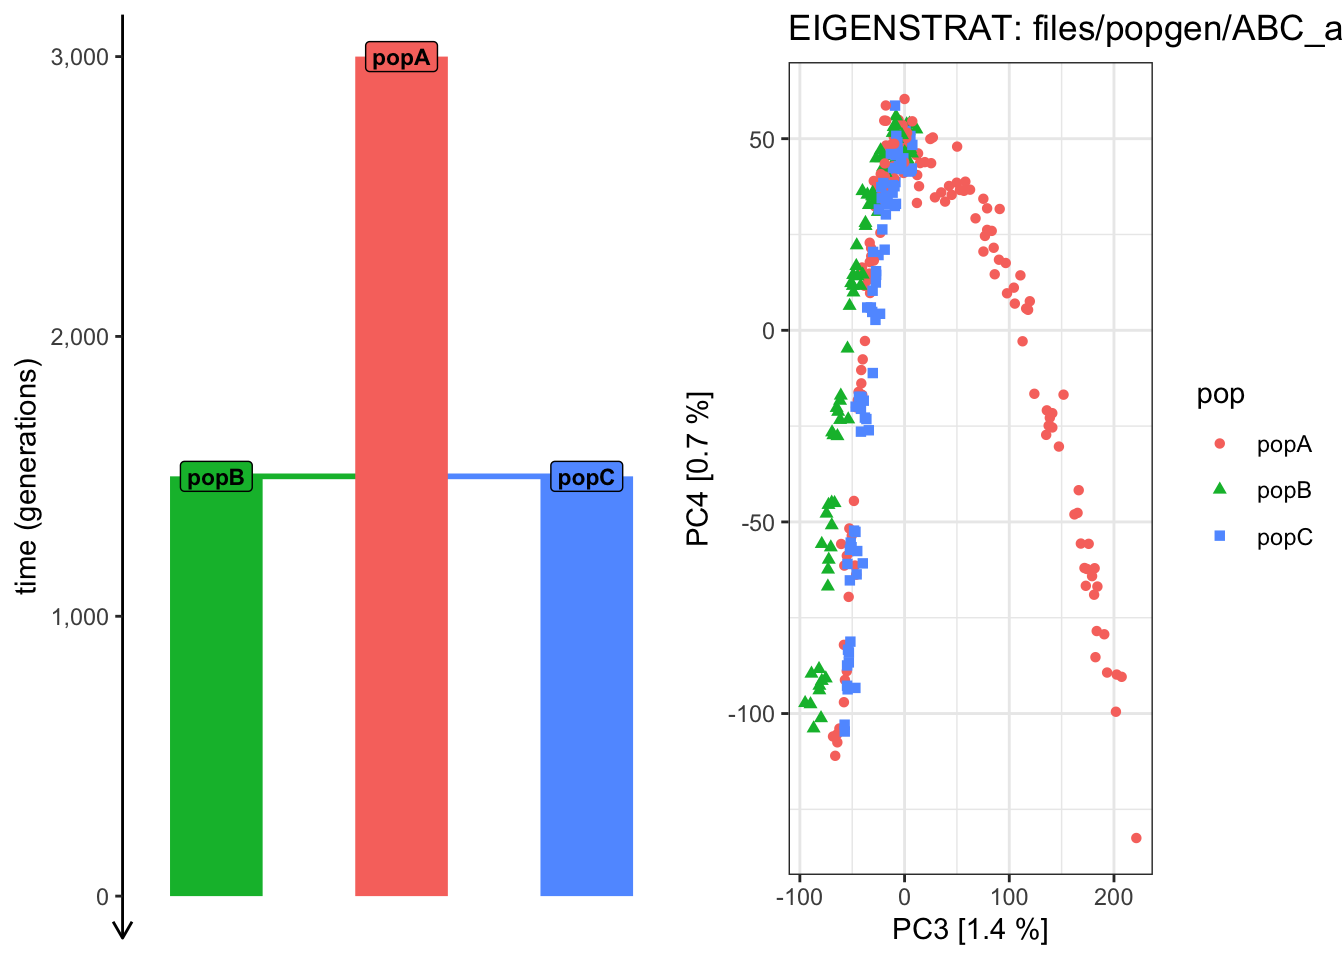 time (generations)
3,000
2,000
1,000
0
popA
popB
popC
EIGENSTRAT: files/popgen/ABC_a
PC4 [0.7 %]
50
0
-50
-100
-100
0
100
200
PC3 [1.4 %]
pop
popA
popB
popC